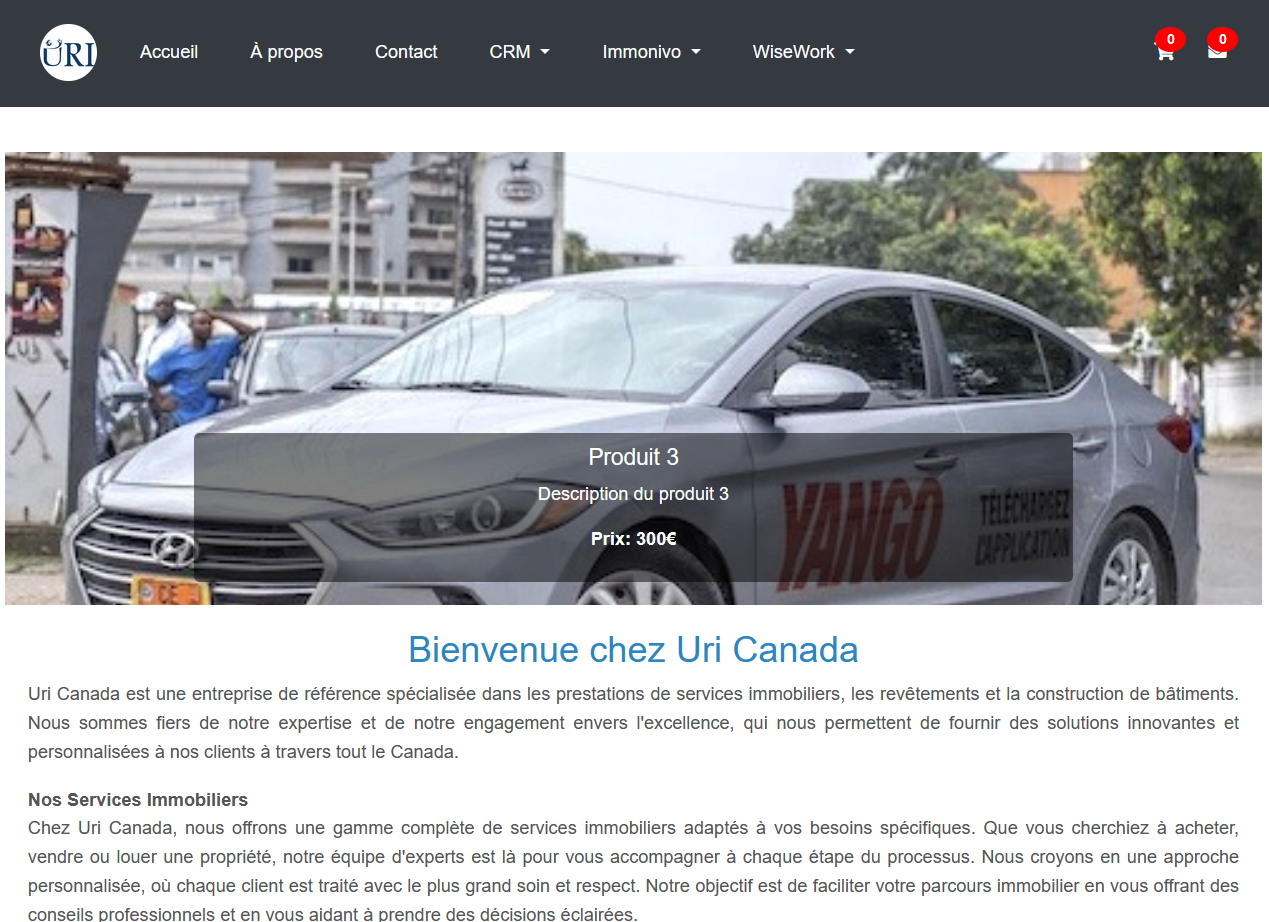 URI
Accueil
À propos
Contact
CRM
Immonivo
WiseWork
0
0
Produit 3
Description du produit 3
Prix: 300€
YANGO
TÉLÉCHARGEZ
L'APPLICATION
CE
Bienvenue chez Uri Canada
Uri Canada est une entreprise de référence spécialisée dans les prestations de services immobiliers, les revêtements et la construction de bâtiments.
Nous sommes fiers de notre expertise et de notre engagement envers l'excellence, qui nous permettent de fournir des solutions innovantes et
personnalisées à nos clients à travers tout le Canada.
Nos Services Immobiliers
Chez Uri Canada, nous offrons une gamme complète de services immobiliers adaptés à vos besoins spécifiques. Que vous cherchiez à acheter,
vendre ou louer une propriété, notre équipe d'experts est là pour vous accompagner à chaque étape du processus. Nous croyons en une approche
personnalisée, où chaque client est traité avec le plus grand soin et respect. Notre objectif est de faciliter votre parcours immobilier en vous offrant des
conseils professionnels et en vous aidant à prendre des décisions éclairées.